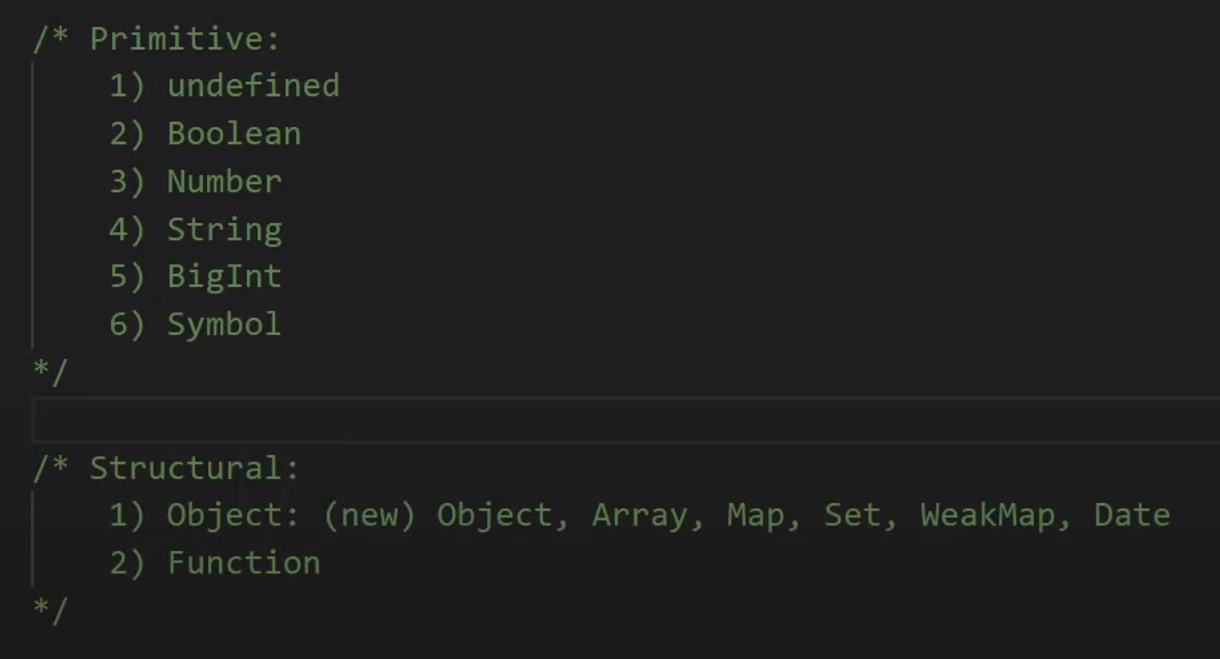 /* Primitive:
1) undefined
2) Boolean
3) Number
4) String
5) BigInt
6) Symbol
*/
/* Structural:
1) Object: (new) Object, Array, Map, Set, WeakMap, Date
2) Function
*/